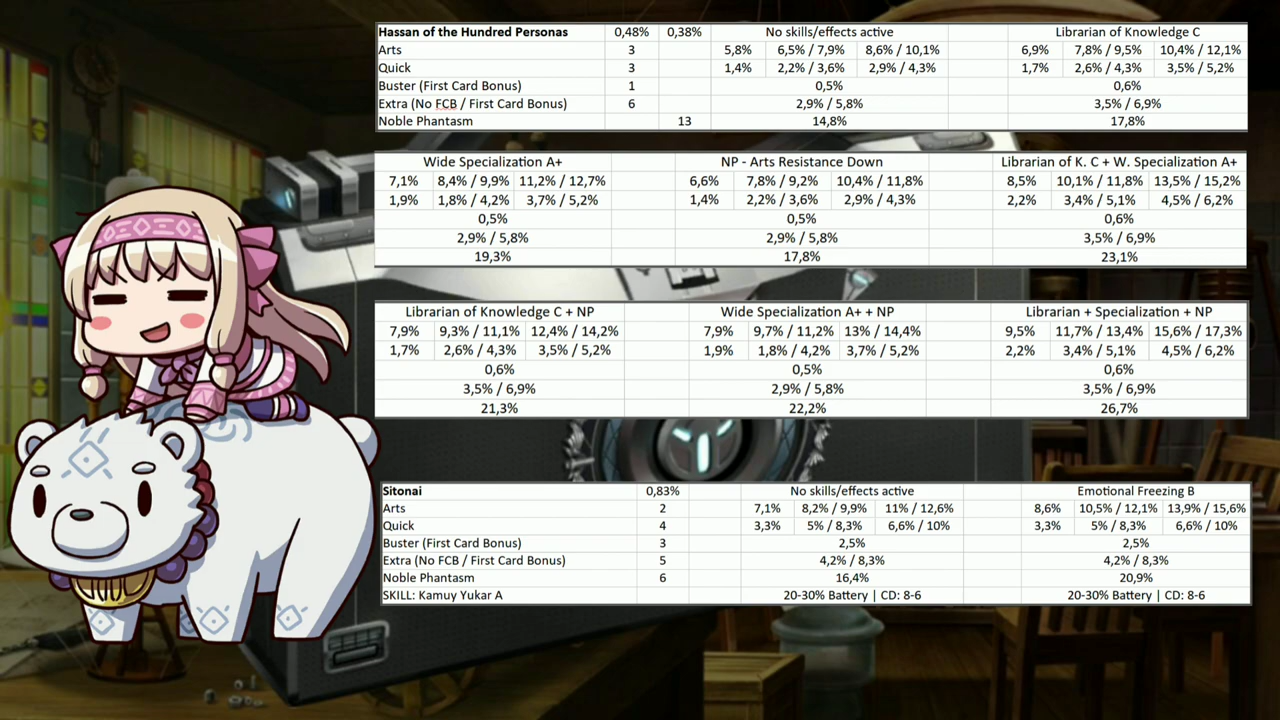 Hassan of the Hundred Personas 0,48% 0,38% No skills/effects active Librarian of Knowledge C
Arts 3 5,8% 6,5% / 7,9% 8,6% / 10,1% 6,9% 7,8% / 9,5% 10,4% / 12,1%
Quick 3 1,4% 2,2% / 3,6% 2,9% / 4,3% 1,7% 2,6% / 4,3% 3,5% / 5,2%
Buster (First Card Bonus) 1 0,5% 0,6%
Extra (No FCB / First Card Bonus) 6 2,9% / 5,8% 3,5% / 6,9%
Noble Phantasm 13 14,8% 17,8%
Wide Specialization A+ NP - Arts Resistance Down Librarian of K. C + W. Specialization A+
7,1% 8,4% / 9,9% 11,2% / 12,7% 6,6% 7,8% / 9,2% 10,4% / 11,8% 8,5% 10,1% / 11,8% 13,5% / 15,2%
1,9% 1,8% / 4,2% 3,7% / 5,2% 1,4% 2,2% / 3,6% 2,9% / 4,3% 2,2% 3,4% / 5,1% 4,5% / 6,2%
0,5% 0,5% 0,6%
2,9% / 5,8% 2,9% / 5,8% 3,5% / 6,9%
19,3% 17,8% 23,1%
Librarian of Knowledge C + NP Wide Specialization A+ + NP Librarian + Specialization + NP
7,9% 9,3% / 11,1% 12,4% / 14,2% 7,9% 9,7% / 11,2% 13% / 14,4% 9,5% 11,7% / 13,4% 15,6% / 17,3%
1,7% 2,6% / 4,3% 3,5% / 5,2% 1,9% 1,8% / 4,2% 3,7% / 5,2% 2,2% 3,4% / 5,1% 4,5% / 6,2%
0,6% 0,5% 0,6%
3,5% / 6,9% 2,9% / 5,8% 3,5% / 6,9%
21,3% 22,2% 26,7%
Sitonai 0,83% No skills/effects active Emotional Freezing B
Arts 2 7,1% 8,2% / 9,9% 11% / 12,6% 8,6% 10,5% / 12,1% 13,9% / 15,6%
Quick 4 3,3% 5% / 8,3% 6,6% / 10% 3,3% 5% / 8,3% 6,6% / 10%
Buster (First Card Bonus) 3 2,5% 2,5%
Extra (No FCB / First Card Bonus) 5 4,2% / 8,3% 4,2% / 8,3%
Noble Phantasm 6 16,4% 20,9%
SKILL: Kamuy Yukar A 20-30% Battery | CD: 8-6 20-30% Battery | CD: 8-6